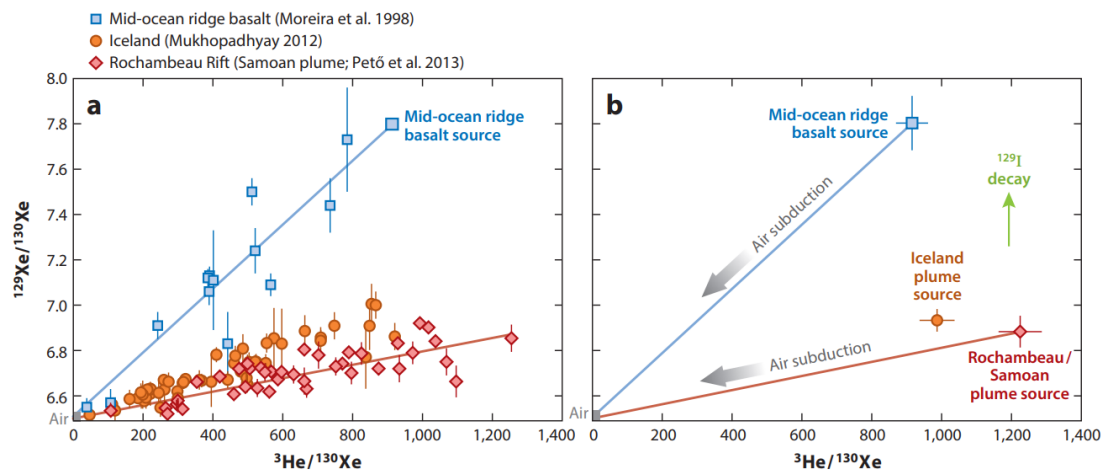 Mid-ocean ridge basalt (Moreira et al. 1998)
Iceland (Mukhopadhyay 2012)
Rochambeau Rift (Samoan plume; Pető et al. 2013)
a
8.0
7.8
7.6
7.4
7.2
7.0
6.8
6.6
Air
¹²⁹Xe/¹³⁰Xe
Mid-ocean ridge
basalt source
0
200
400
600
800
1,000
1,200
1,400
³He/¹³⁰Xe
b
Mid-ocean ridge
basalt source
¹²⁹I
decay
Air subduction
Iceland
plume
source
Air subduction
Rochambeau/
Samoan
plume source
Air
0
200
400
600
800
1,000
1,200
1,400
³He/¹³⁰Xe